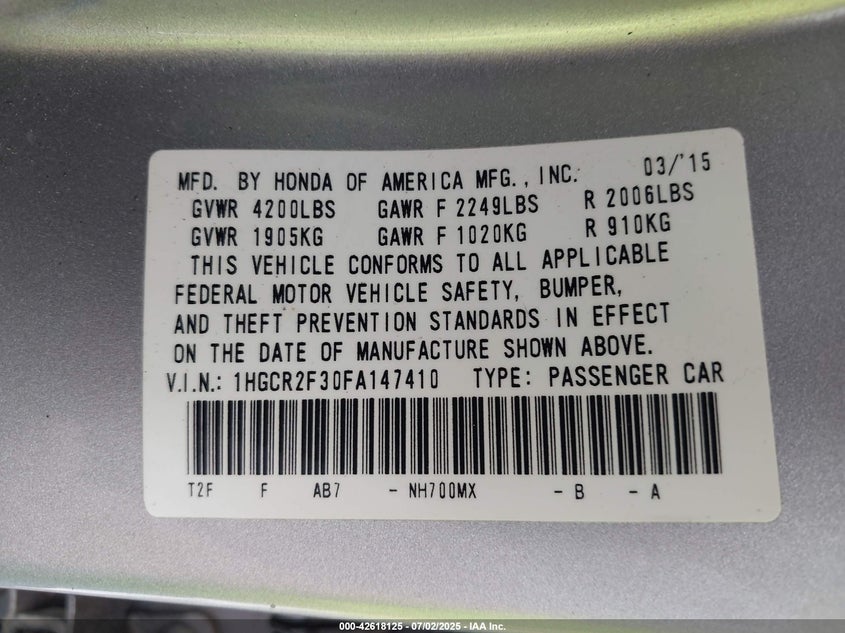 MFD. BY HONDA OF AMERICA MFG., INC. 03/'15
GVWR 4200LBS GAWR F 2249LBS R 2006LBS
GVWR 1905KG GAWR F 1020KG R 910KG
THIS VEHICLE CONFORMS TO ALL APPLICABLE
FEDERAL MOTOR VEHICLE SAFETY, BUMPER,
AND THEFT PREVENTION STANDARDS IN EFFECT
ON THE DATE OF MANUFACTURE SHOWN ABOVE.
V.I.N.: 1HGCR2F30FA147410 TYPE: PASSENGER CAR
T2F F AB7 - NH700MX - B - A
000-42618125 - 07/02/2025 - IAA Inc.